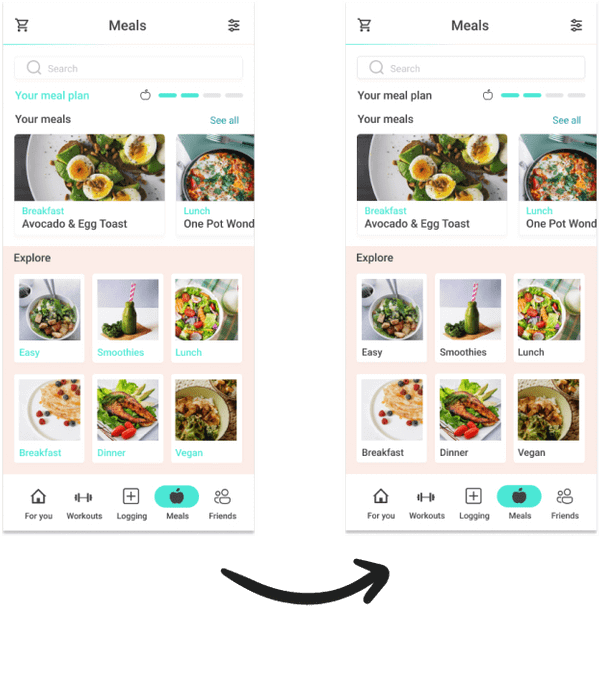 Meals
Search
Your meal plan
Your meals See all
Breakfast Lunch
Avocado & Egg Toast One Pot Wond
Explore
Easy Smoothies Lunch
Breakfast Dinner Vegan
For you Workouts Logging Meals Friends
Meals
Search
Your meal plan
Your meals See all
Breakfast Lunch
Avocado & Egg Toast One Pot Wond
Explore
Easy Smoothies Lunch
Breakfast Dinner Vegan
For you Workouts Logging Meals Friends